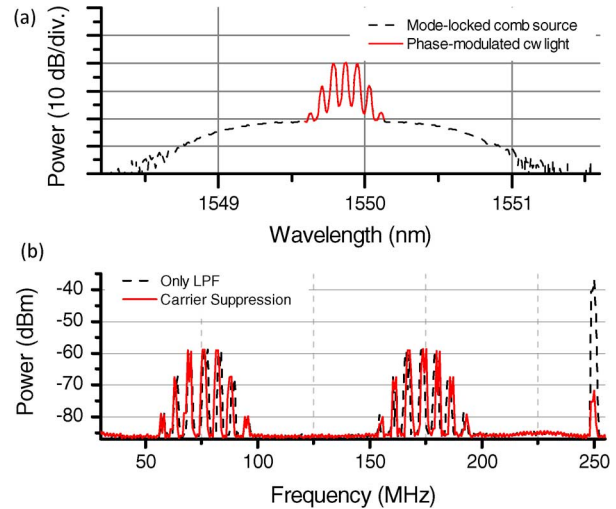 (a)
Power (10 dB/div.)
Mode-locked comb source
Phase-modulated cw light
1549
1550
1551
Wavelength (nm)
(b)
Power (dBm)
-40
-50
-60
-70
-80
Only LPF
Carrier Suppression
50
100
150
200
250
Frequency (MHz)